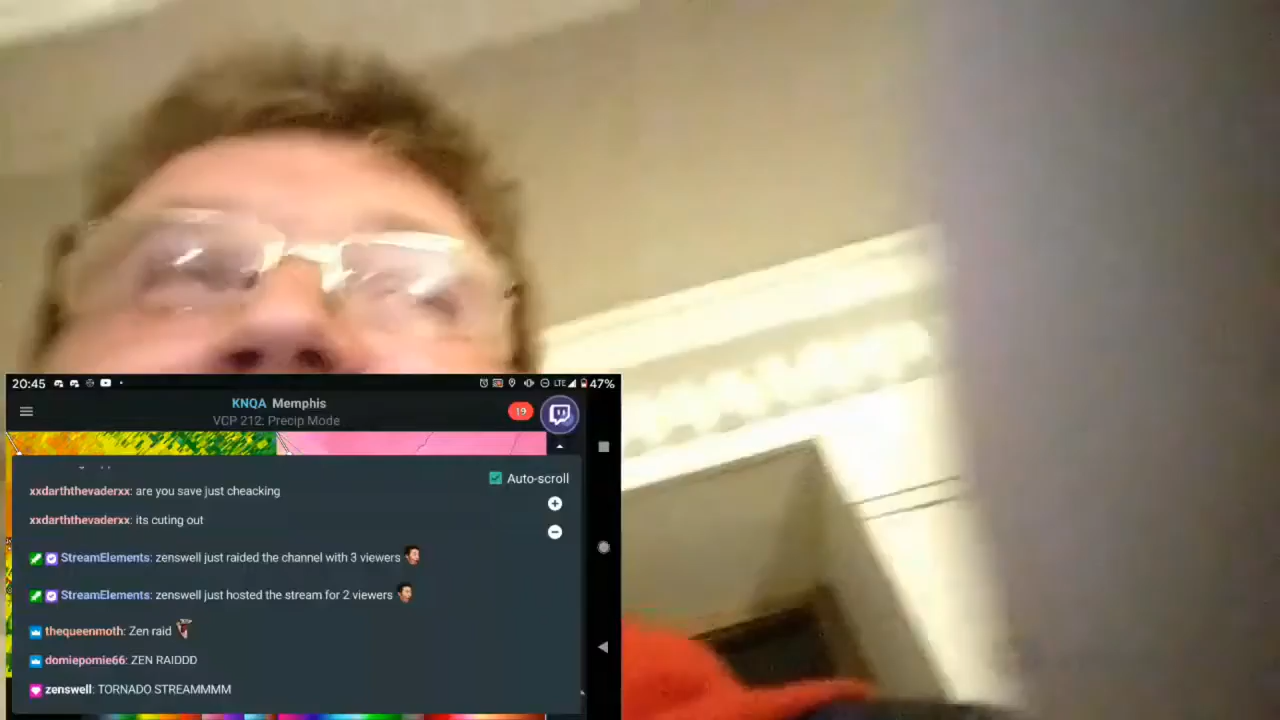 20:45
LTE 47%
KNQA Memphis
VCP 212: Precip Mode
19
Auto-scroll
xxdarththevaderxx: are you save just cheacking
xxdarththevaderxx: its cuting out
StreamElements: zenswell just raided the channel with 3 viewers
StreamElements: zenswell just hosted the stream for 2 viewers
thequeenmoth: Zen raid
domiepomie66: ZEN RAIDDD
zenswell: TORNADO STREAMMMM